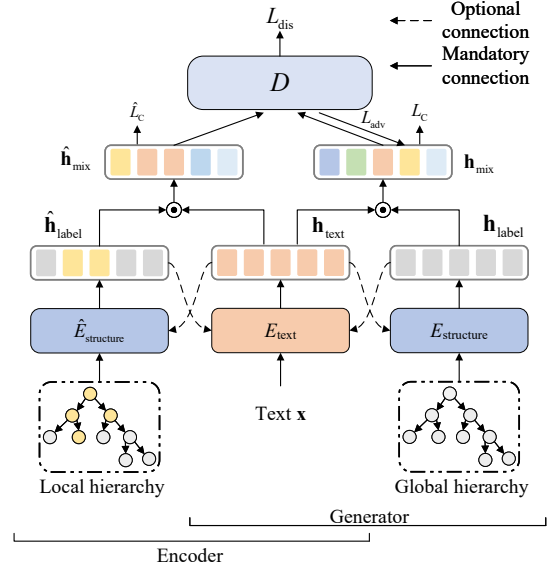 L_dis
Optional
connection
Mandatory
connection
D
L̂_C
L_adv
L_C
ĥ_mix
h_mix
ĥ_label
h_text
h_label
Ê_structure
E_text
E_structure
Text x
Local hierarchy
Global hierarchy
Generator
Encoder